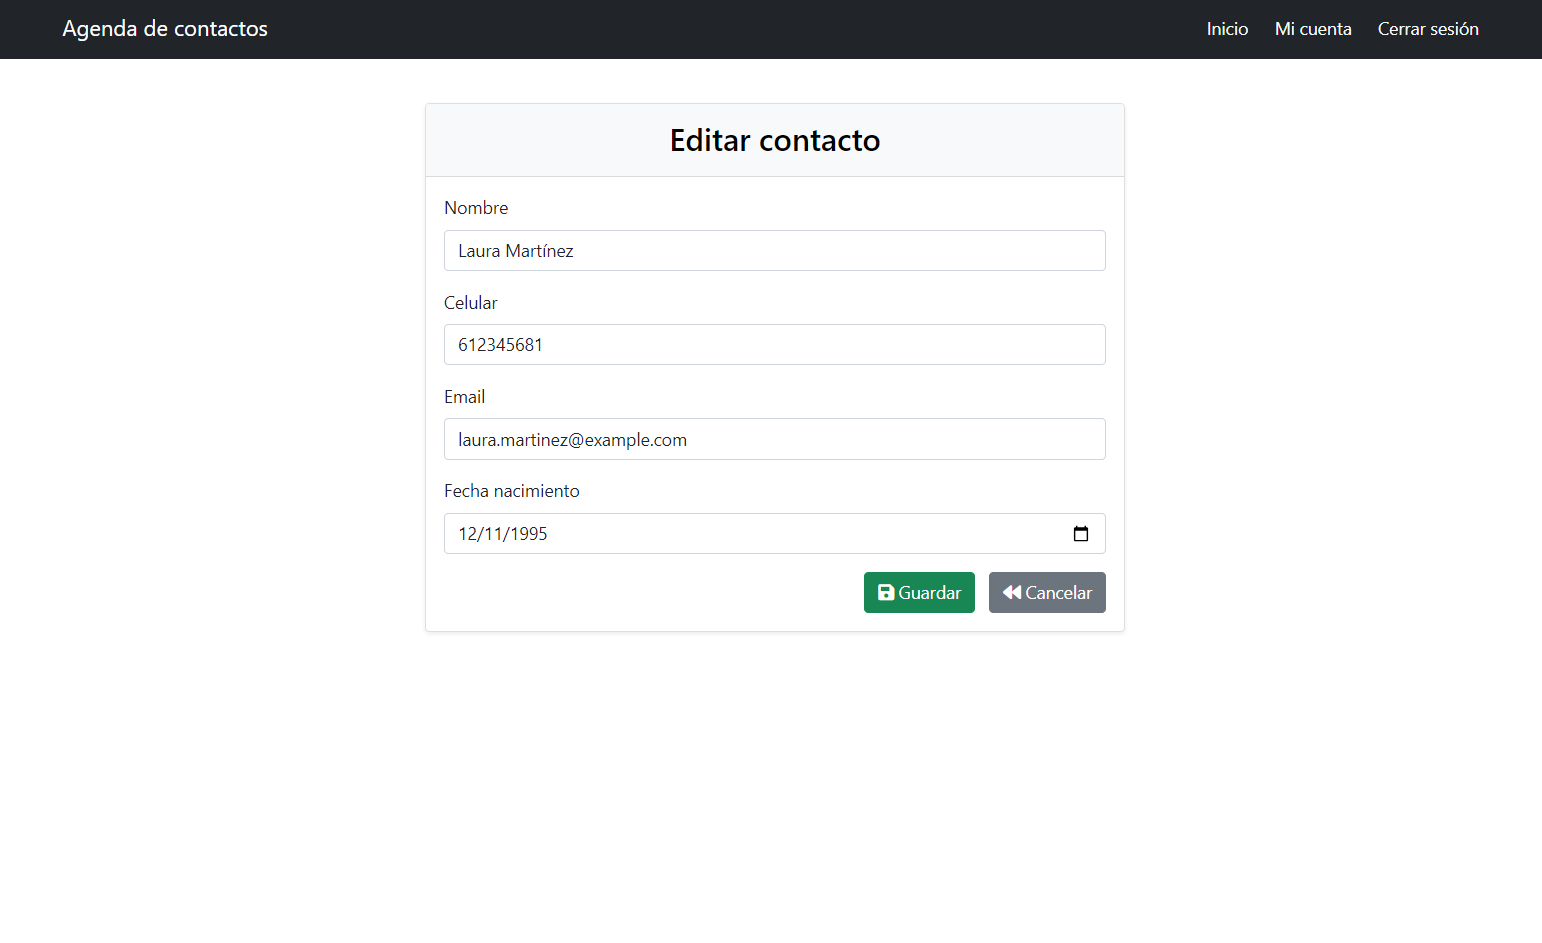 Agenda de contactos Inicio Mi cuenta Cerrar sesión
Editar contacto
Nombre
Laura Martínez
Celular
612345681
Email
laura.martinez@example.com
Fecha nacimiento
12/11/1995
Guardar Cancelar